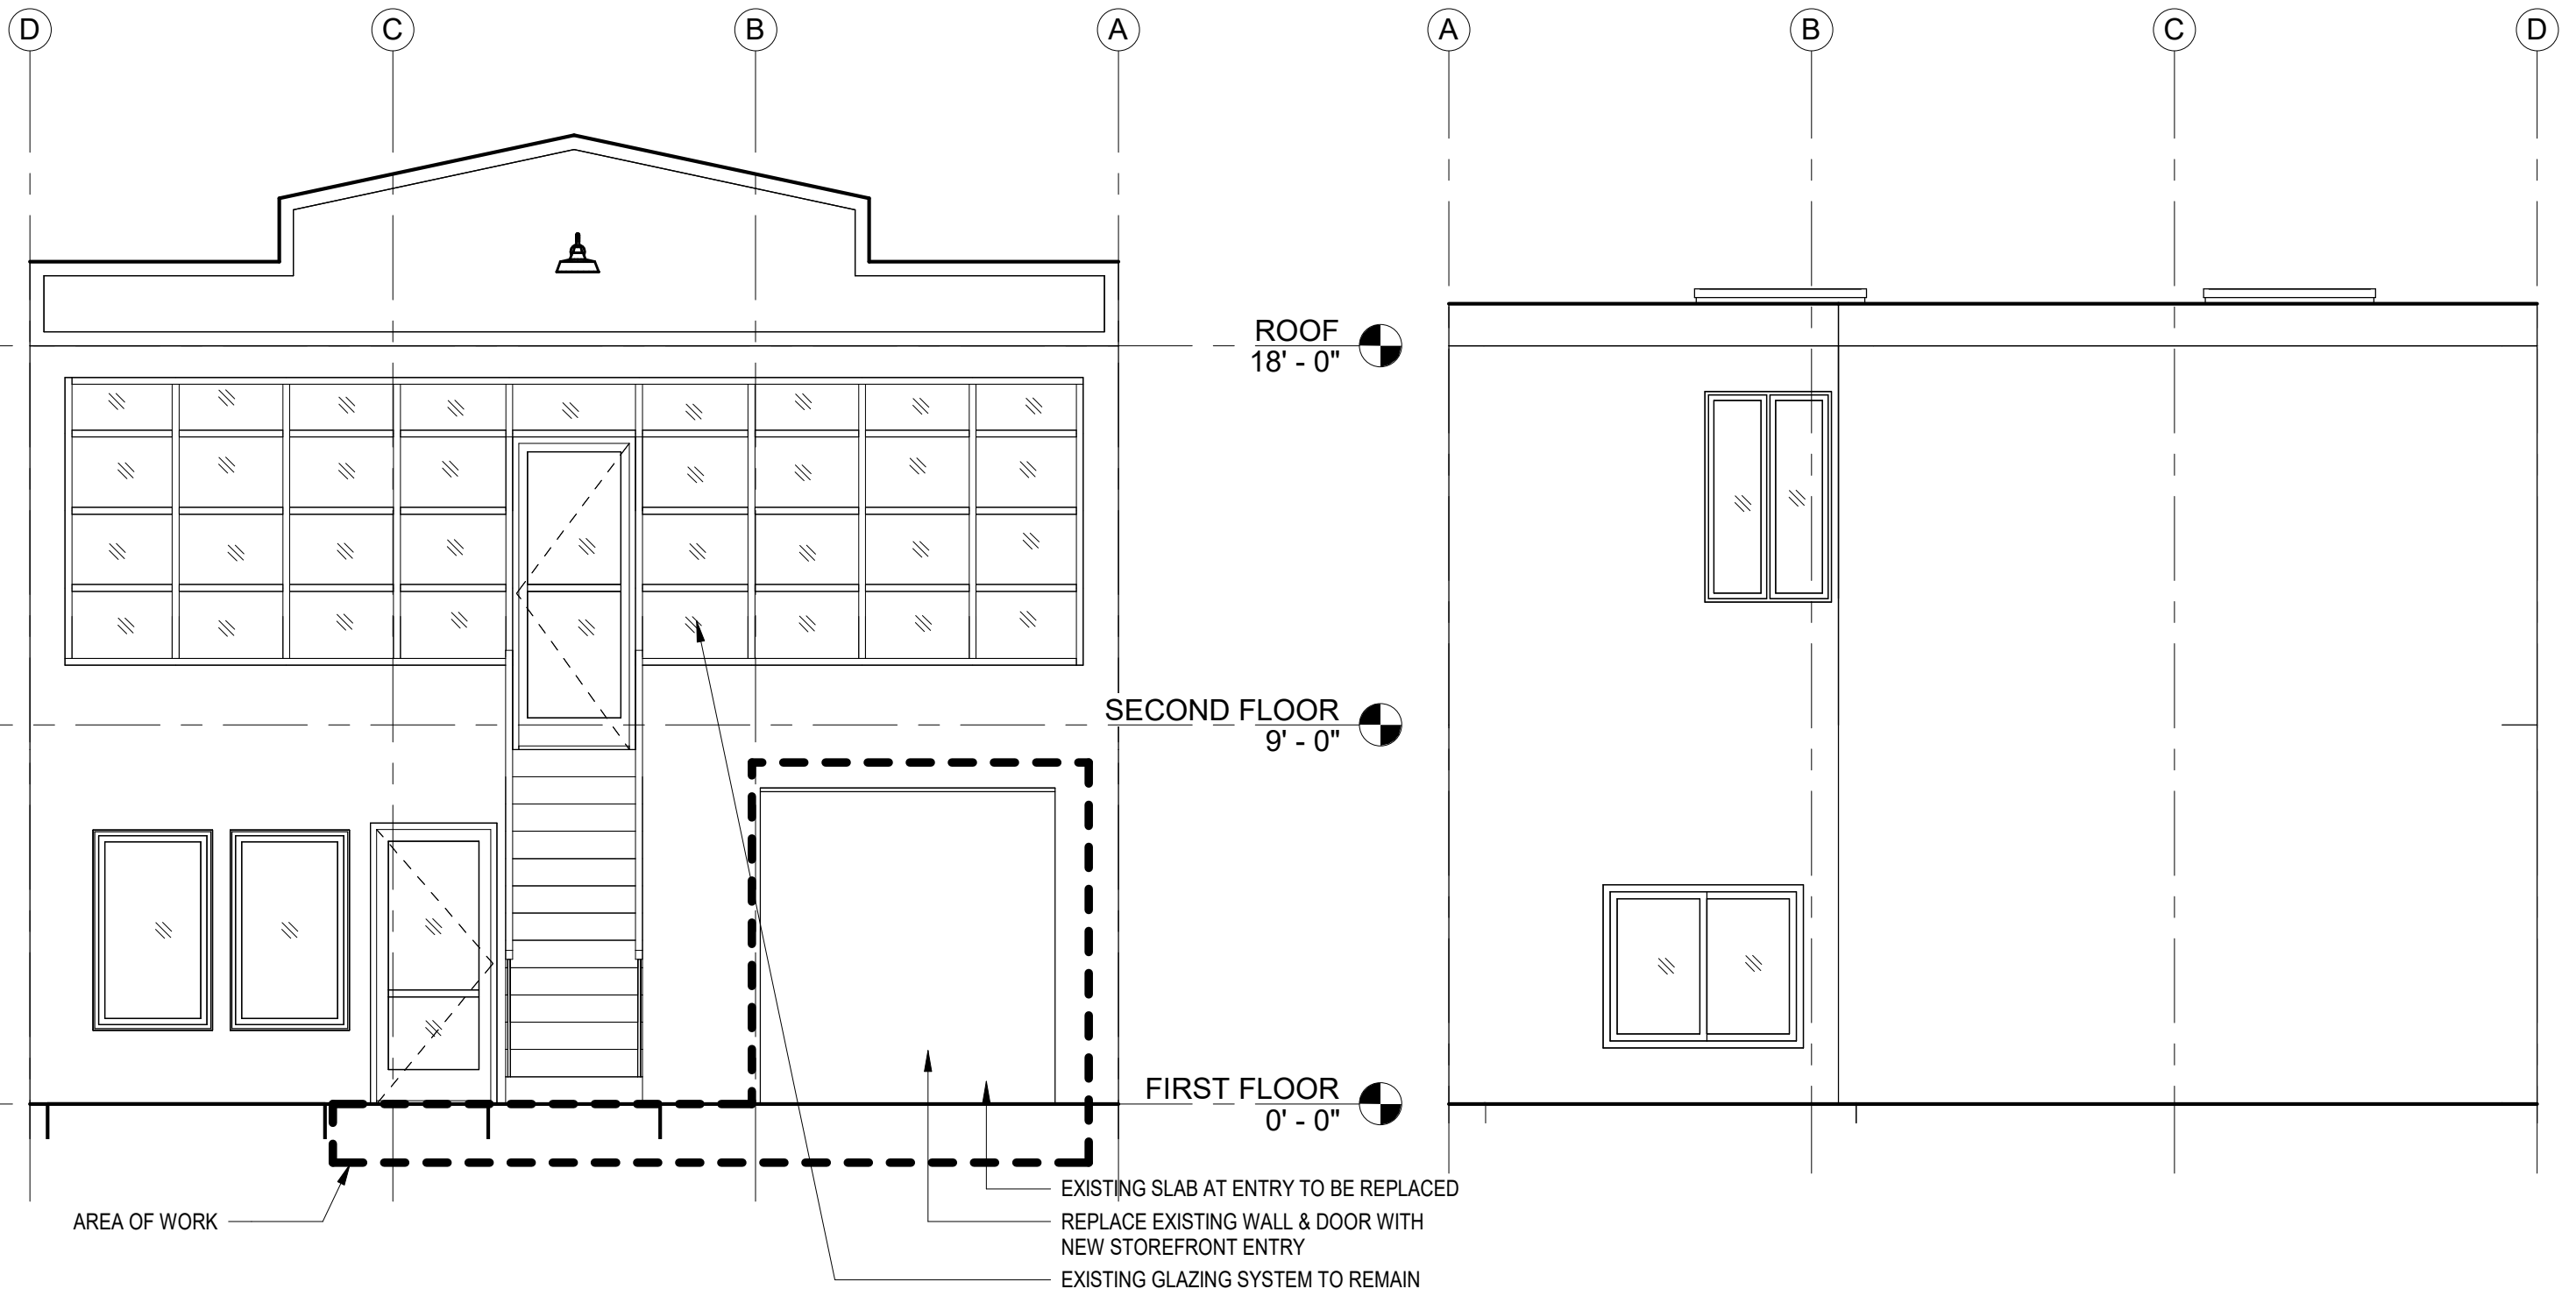 D C B A A B C D
ROOF
18' - 0"
SECOND FLOOR
9' - 0"
FIRST FLOOR
0' - 0"
EXISTING SLAB AT ENTRY TO BE REPLACED
AREA OF WORK
REPLACE EXISTING WALL & DOOR WITH
NEW STOREFRONT ENTRY
EXISTING GLAZING SYSTEM TO REMAIN